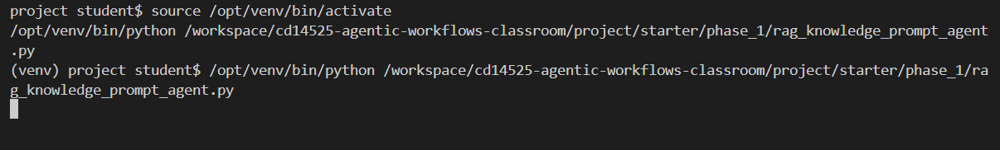 project student$ source /opt/venv/bin/activate
/opt/venv/bin/python /workspace/cd14525-agentic-workflows-classroom/project/starter/phase_1/rag_knowledge_prompt_agent
.py
(venv) project student$ /opt/venv/bin/python /workspace/cd14525-agentic-workflows-classroom/project/starter/phase_1/ra
g_knowledge_prompt_agent.py